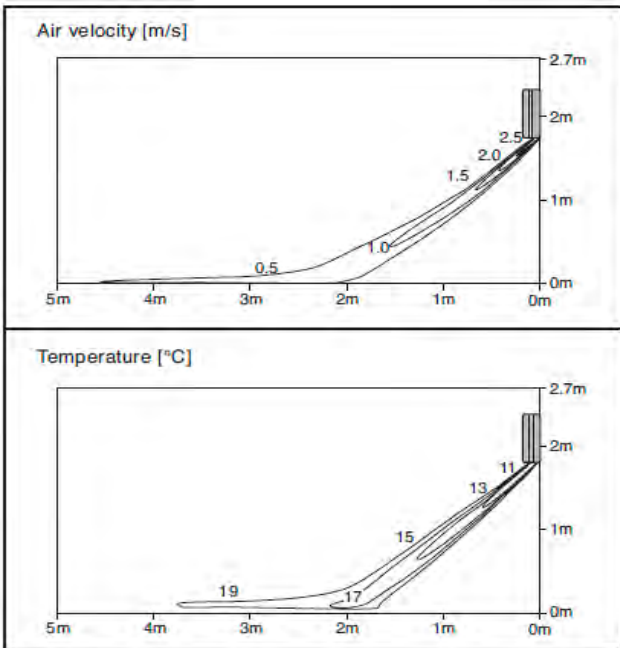 Air velocity [m/s]
2.7m
2m
2.5
2.0
1.5
1m
1.0
0.5
0m
5m 4m 3m 2m 1m 0m
Temperature [°C]
2.7m
2m
11
13
1m
15
19
17
0m
5m 4m 3m 2m 1m 0m